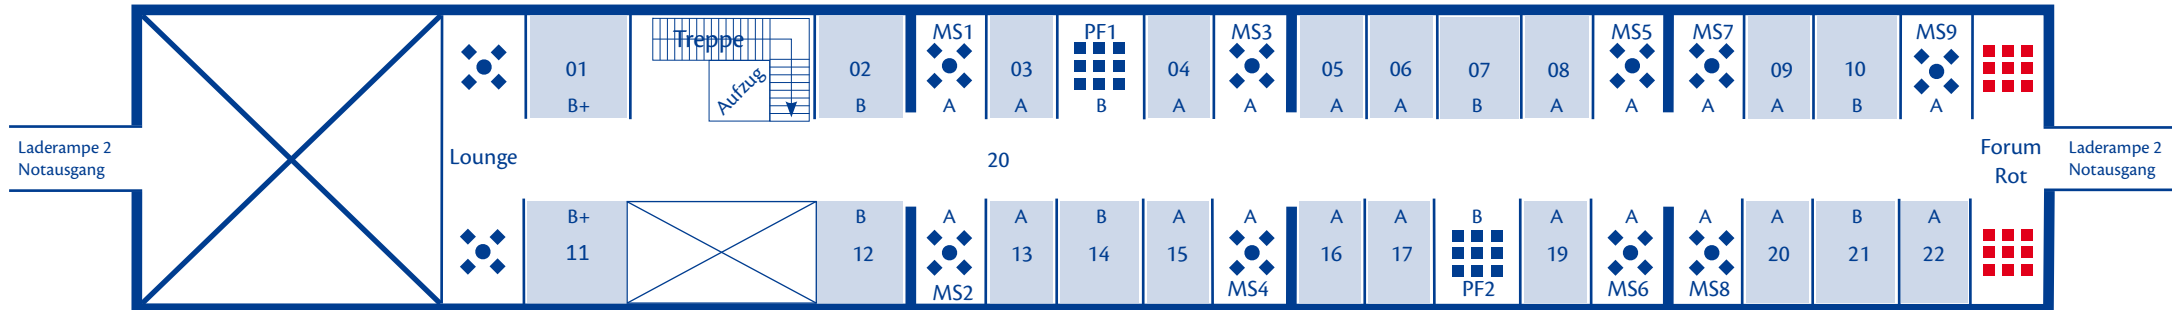 MS1
PF1
MS3
MS5
MS7
MS9
Treppe
Aufzug
01
02
03
04
05
06
07
08
09
10
B+
B
A
B
A
A
A
A
B
A
A
A
A
B
A
Laderampe 2
Notausgang
Lounge
20
Forum
Rot
Laderampe 2
Notausgang
B+
B
A
A
B
A
A
A
A
B
A
A
A
A
B
A
11
12
13
14
15
16
17
19
20
21
22
MS2
MS4
PF2
MS6
MS8